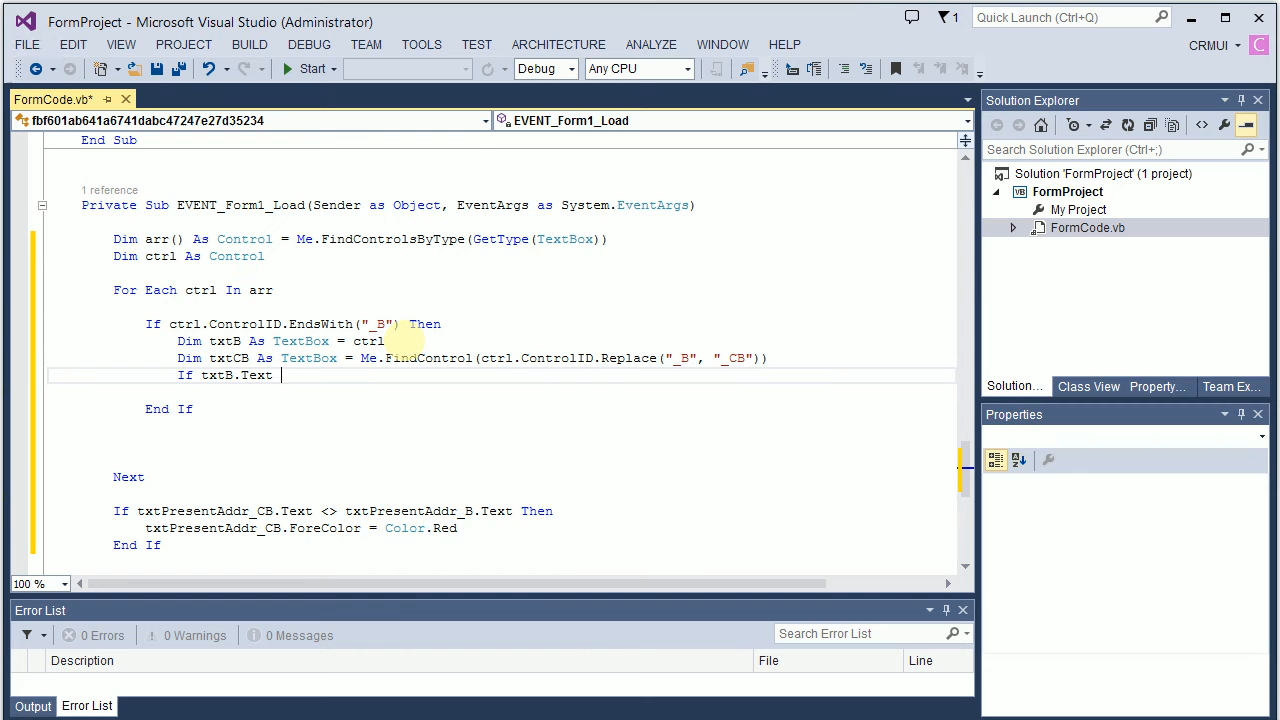 FormProject - Microsoft Visual Studio (Administrator)
1
Quick Launch (Ctrl+Q)
FILE EDIT VIEW PROJECT BUILD DEBUG TEAM TOOLS TEST ARCHITECTURE ANALYZE WINDOW HELP
CRMUI
C
Start Debug Any CPU
FormCode.vb*
fbf601ab641a6741dabc47247e27d35234
EVENT_Form1_Load
End Sub
1 reference
Private Sub EVENT_Form1_Load(Sender as Object, EventArgs as System.EventArgs)
Dim arr() As Control = Me.FindControlsByType(GetType(TextBox))
Dim ctrl As Control
For Each ctrl In arr
If ctrl.ControlID.EndsWith("_B") Then
Dim txtB As TextBox = ctrl
Dim txtCB As TextBox = Me.FindControl(ctrl.ControlID.Replace("_B", "_CB"))
If txtB.Text
End If
Next
If txtPresentAddr_CB.Text <> txtPresentAddr_B.Text Then
txtPresentAddr_CB.ForeColor = Color.Red
End If
100 %
Error List
0 Errors 0 Warnings 0 Messages
Search Error List
Description File Line
Output Error List
Solution Explorer
Search Solution Explorer (Ctrl+;)
Solution 'FormProject' (1 project)
VB FormProject
My Project
FormCode.vb
Solution... Class View Property... Team Ex...
Properties